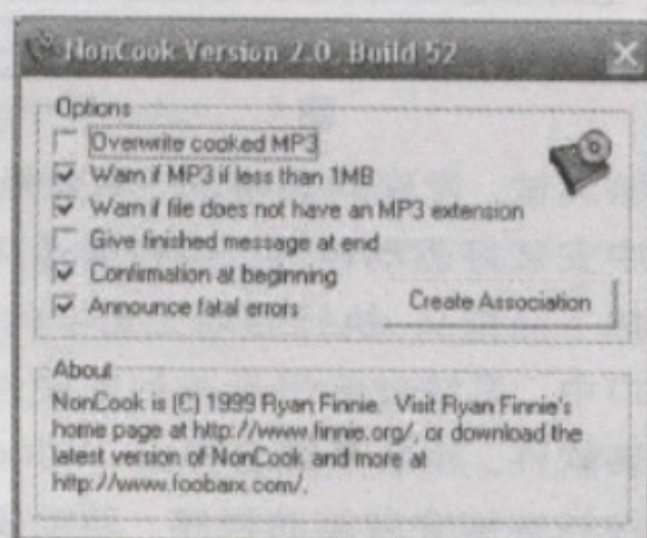 NonCook Version 2.0, Build 52
Options
Overwrite cooked MP3
Warn if MP3 if less than 1MB
Warn if file does not have an MP3 extension
Give finished message at end
Confirmation at beginning
Announce fatal errors
Create Association
About
NonCook is (C) 1999 Ryan Finnie. Visit Ryan Finnie's
home page at http://www.finnie.org/, or download the
latest version of NonCook and more at
http://www.foobarx.com/.